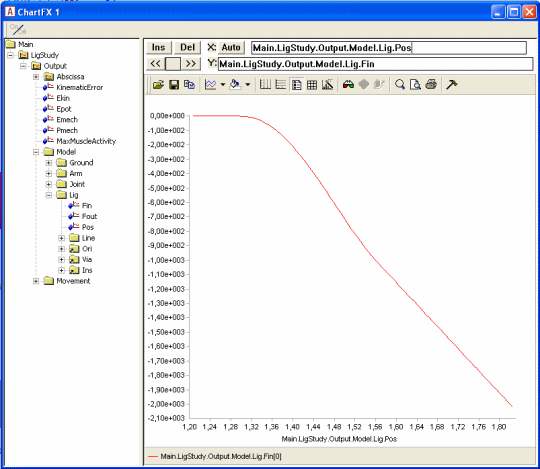 ChartFX 1
Main
LigStudy
Output
Abscissa
KinematicError
Ekin
Epot
Emech
Pmech
MaxMuscleActivity
Model
Ground
Arm
Joint
Lig
Fin
Fout
Pos
Line
Ori
Via
Ins
Movement
Ins Del X: Auto Main.LigStudy.Output.Model.Lig.Pos
<< >> Y: Main.LigStudy.Output.Model.Lig.Fin
0,00e+000
-1,00e+002
-2,00e+002
-3,00e+002
-4,00e+002
-5,00e+002
-6,00e+002
-7,00e+002
-8,00e+002
-9,00e+002
-1,00e+003
-1,10e+003
-1,20e+003
-1,30e+003
-1,40e+003
-1,50e+003
-1,60e+003
-1,70e+003
-1,80e+003
-1,90e+003
-2,00e+003
-2,10e+003
1,20 1,24 1,28 1,32 1,36 1,40 1,44 1,48 1,52 1,56 1,60 1,64 1,68 1,72 1,76 1,80
Main.LigStudy.Output.Model.Lig.Pos
Main.LigStudy.Output.Model.Lig.Fin[0]